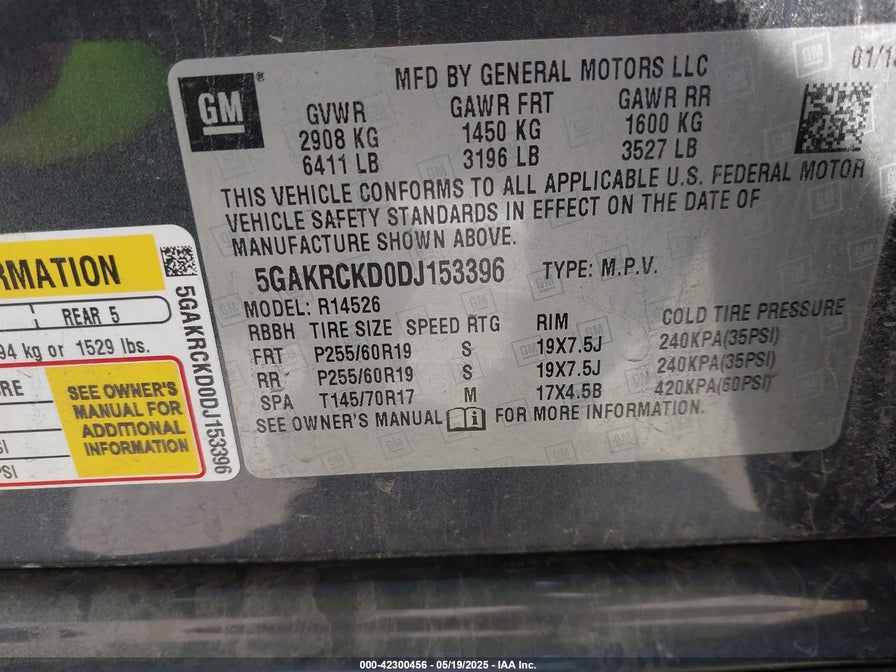 GM®
MFD BY GENERAL MOTORS LLC
GVWR GAWR FRT GAWR RR
2908 KG 1450 KG 1600 KG
6411 LB 3196 LB 3527 LB
THIS VEHICLE CONFORMS TO ALL APPLICABLE U.S. FEDERAL MOTOR
VEHICLE SAFETY STANDARDS IN EFFECT ON THE DATE OF
MANUFACTURE SHOWN ABOVE.
5GAKRCKD0DJ153396 TYPE: M.P.V.
MODEL: R14526
RBBH TIRE SIZE SPEED RTG RIM COLD TIRE PRESSURE
FRT P255/60R19 S 19X7.5J 240KPA(35PSI)
RR P255/60R19 S 19X7.5J 240KPA(35PSI)
SPA T145/70R17 M 17X4.5B 420KPA(60PSI)
SEE OWNER'S MANUAL i FOR MORE INFORMATION.
RMATION
REAR 5
94 kg or 1529 lbs.
SEE OWNER'S
MANUAL FOR
ADDITIONAL
INFORMATION
5GAKRCKD0DJ153396
000-42300456 — 05/19/2025 — IAA Inc.